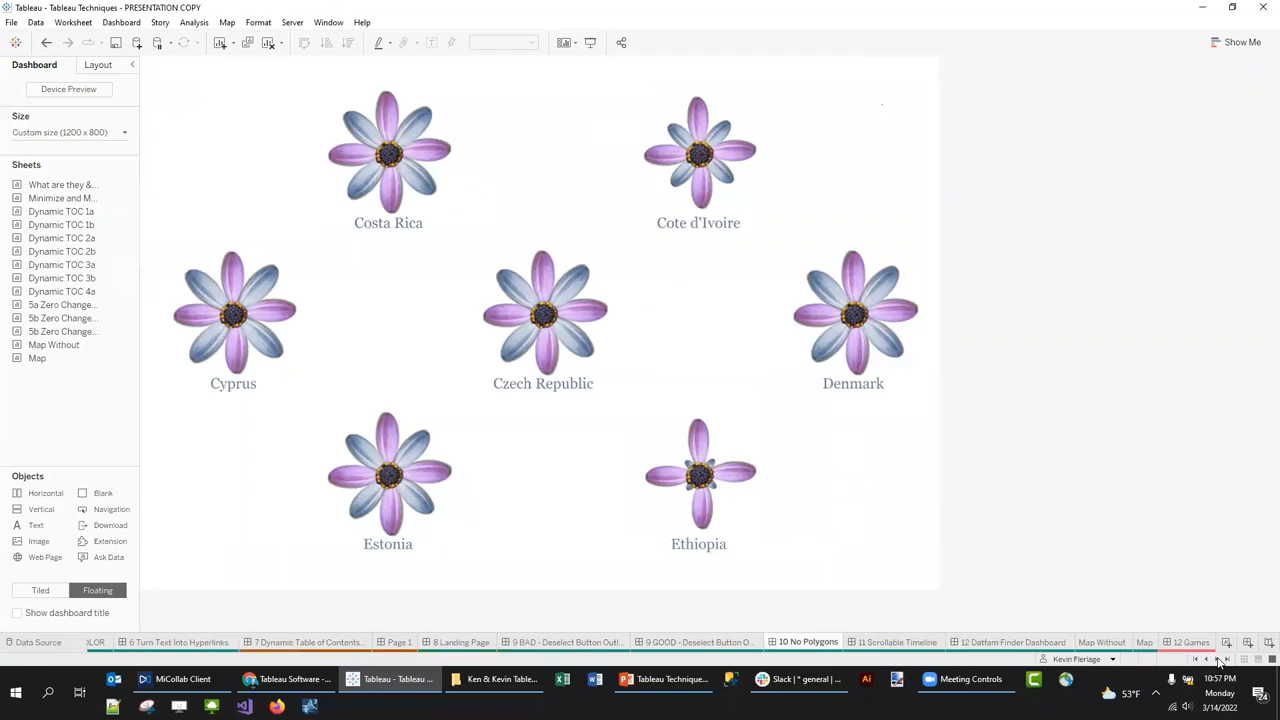 Tableau - Tableau Techniques - PRESENTATION COPY
File Data Worksheet Dashboard Story Analysis Map Format Server Window Help
Show Me
Dashboard Layout
Device Preview
Size
Custom size (1200 x 800)
Sheets
What are they &...
Minimize and M...
Dynamic TOC 1a
Dynamic TOC 1b
Dynamic TOC 2a
Dynamic TOC 2b
Dynamic TOC 3a
Dynamic TOC 3b
Dynamic TOC 4a
5a Zero Change...
5b Zero Change...
5b Zero Change...
Map Without
Map
Objects
Horizontal Blank
Vertical Navigation
Text Download
Image Extension
Web Page Ask Data
Tiled Floating
Show dashboard title
Costa Rica
Cote d'Ivoire
Cyprus
Czech Republic
Denmark
Estonia
Ethiopia
Data Source XLOR 6 Turn Text Into Hyperlinks 7 Dynamic Table of Contents... Page 1 8 Landing Page 9 BAD - Deselect Button Outl... 9 GOOD - Deselect Button O... 10 No Polygons 11 Scrollable Timeline 12 Datfam Finder Dashboard Map Without Map 12 Games
Kevin Flerlage
MiCollab Client Tableau Software -... Tableau - Tableau ... Ken & Kevin Table... Tableau Technique... Slack | * general | ... Meeting Controls
53°F
10:57 PM
Monday
3/14/2022
24